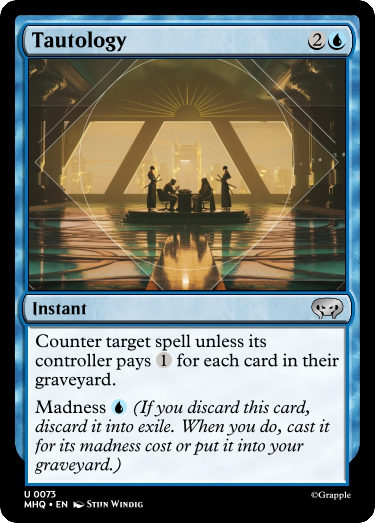 Tautology 2
Instant
Counter target spell unless its
controller pays 1 for each card in their
graveyard.
Madness (If you discard this card,
discard it into exile. When you do, cast it
for its madness cost or put it into your
graveyard.)
U 0073
MHQ • EN Stijn Windig
©Grapple